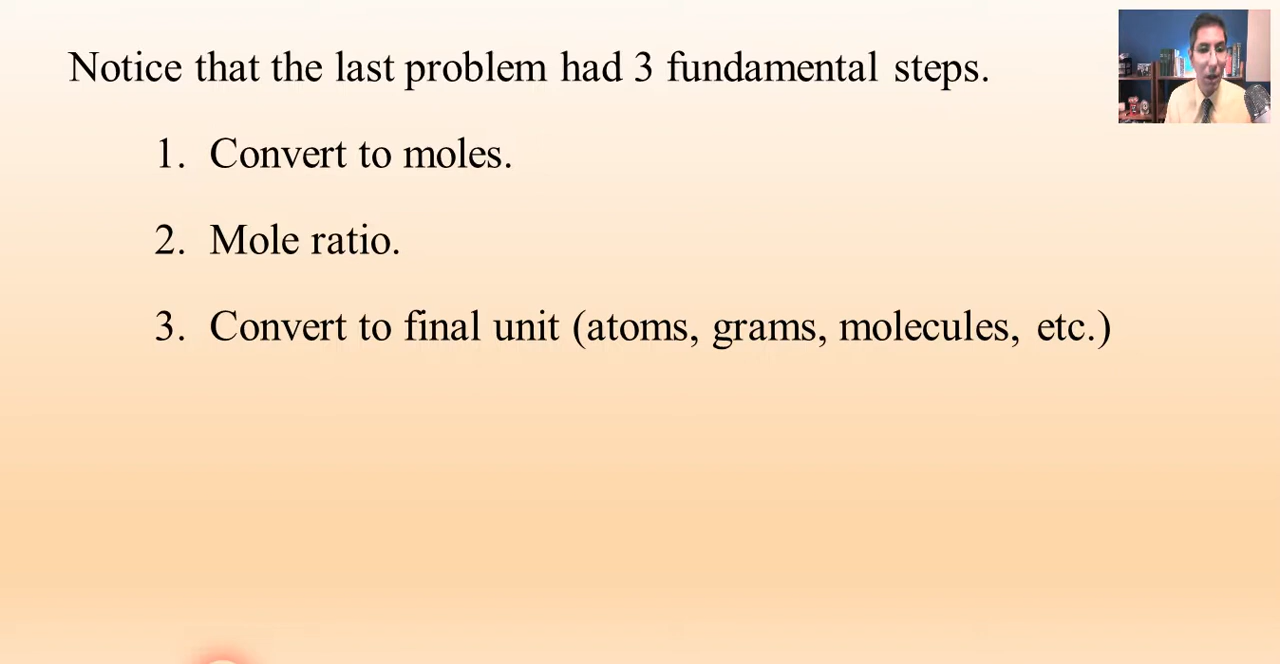 Notice that the last problem had 3 fundamental steps.
1. Convert to moles.
2. Mole ratio.
3. Convert to final unit (atoms, grams, molecules, etc.)